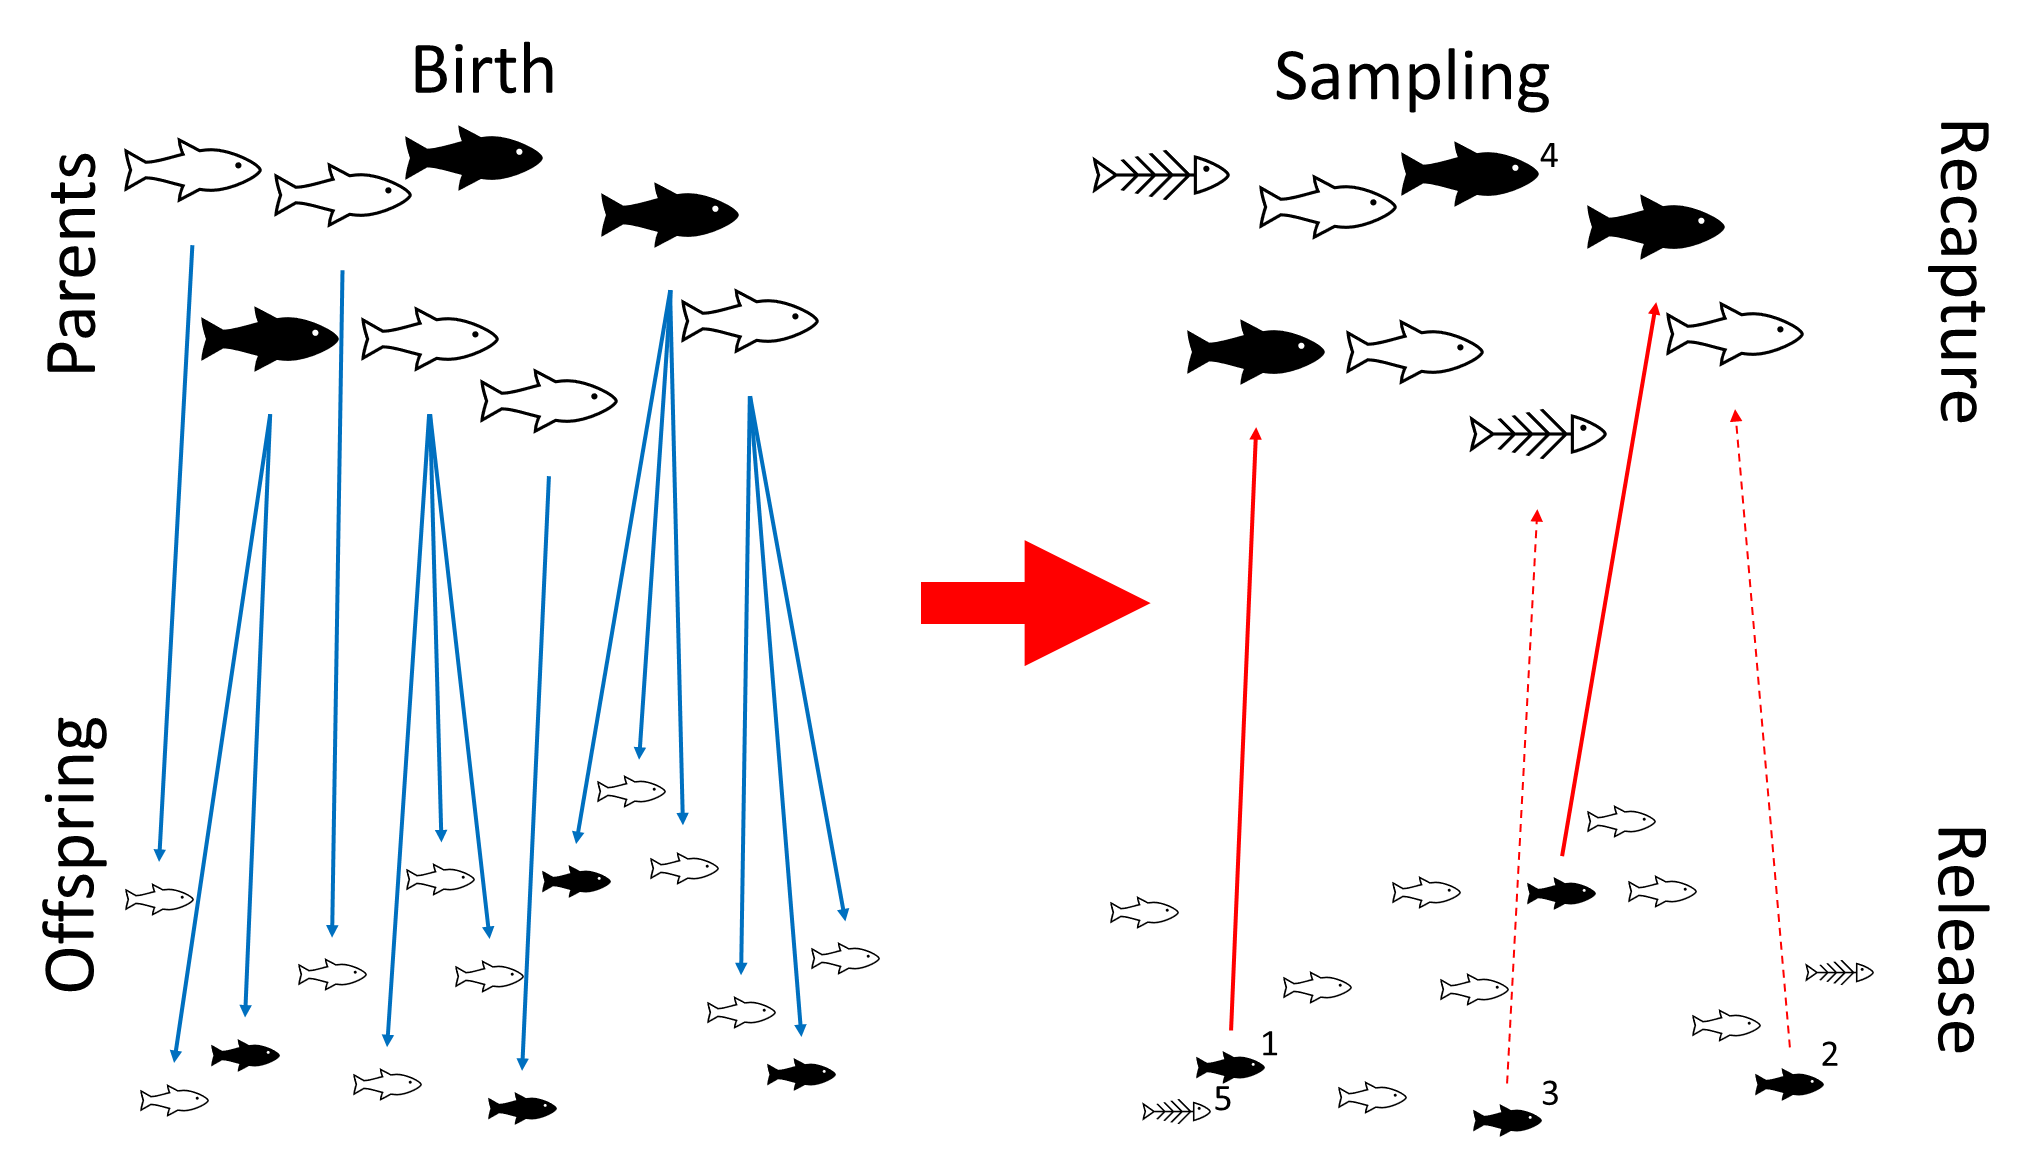 Birth
Sampling
Parents
Offspring
Recapture
Release
4
1
5
3
2